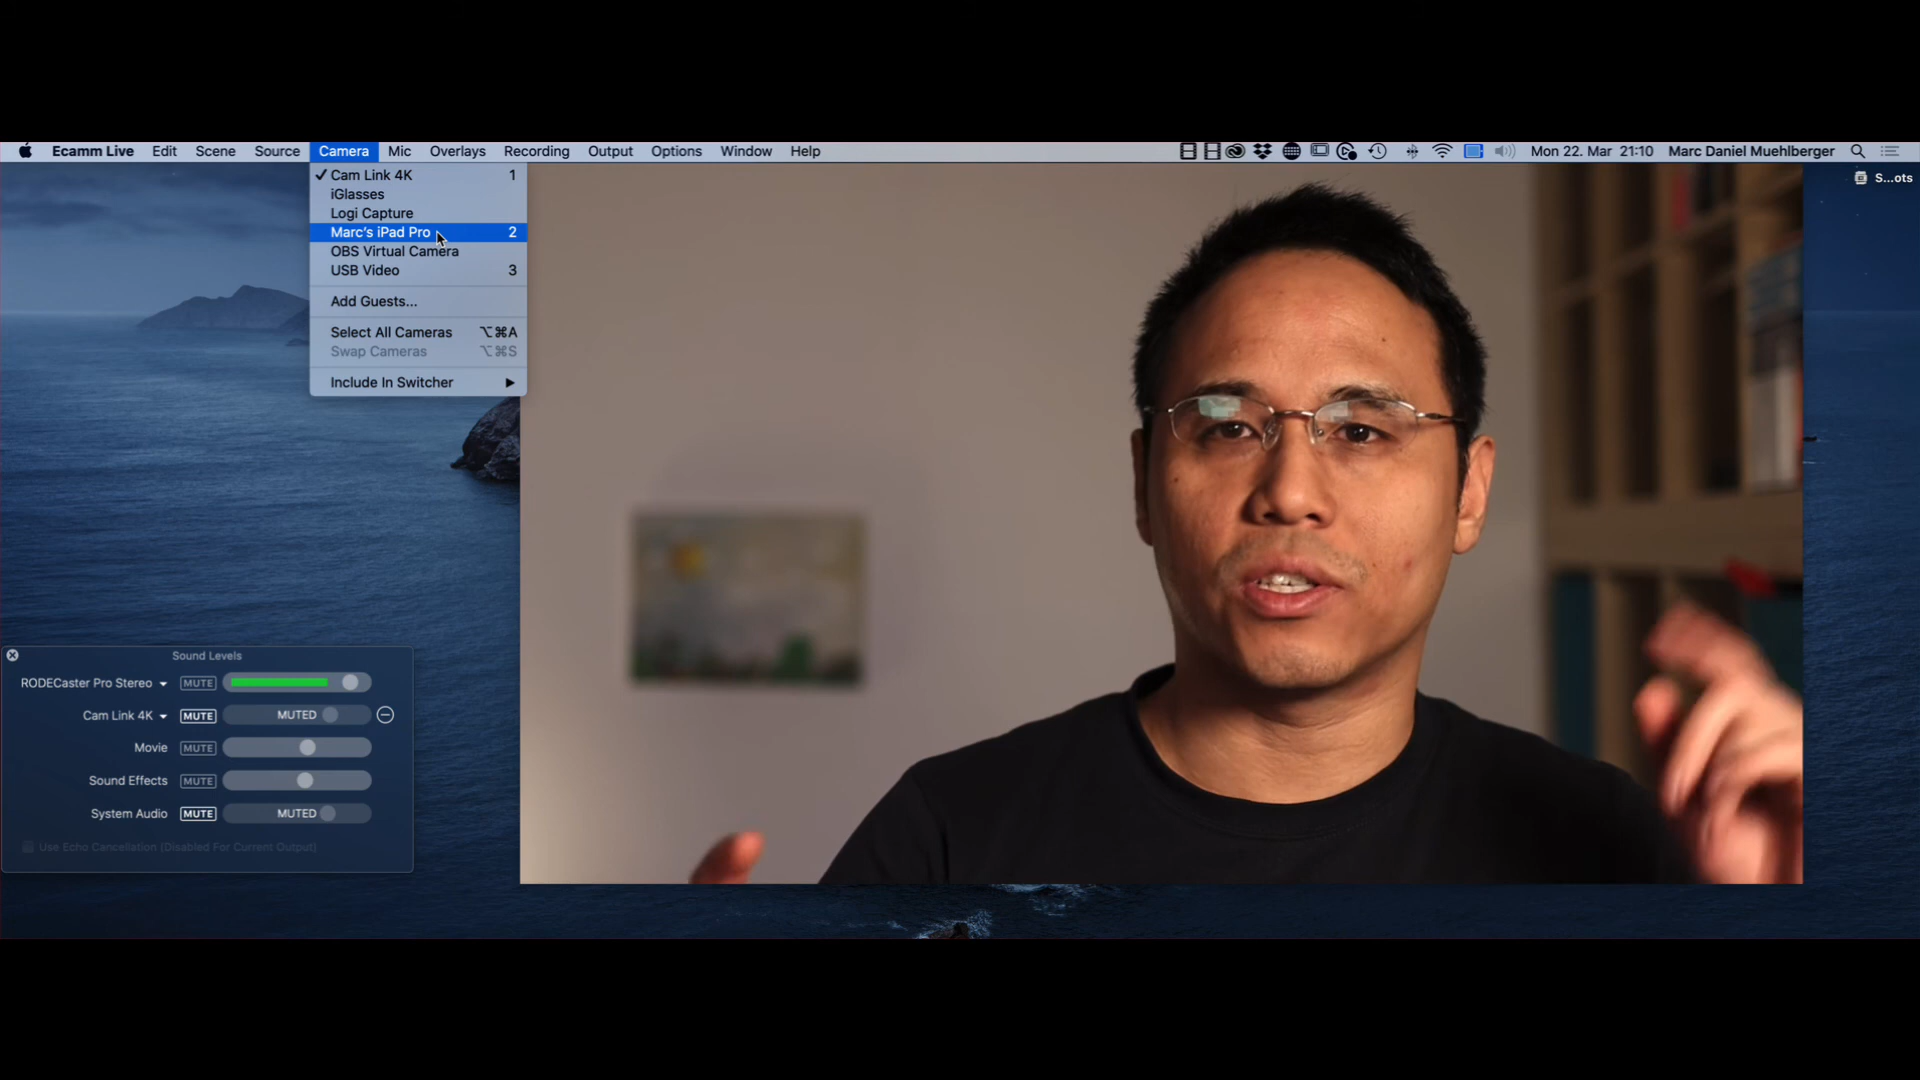 Ecamm Live Edit Scene Source Camera Mic Overlays Recording Output Options Window Help Mon 22. Mar 21:10 Marc Daniel Muehlberger
S...ots
✓ Cam Link 4K 1
iGlasses
Logi Capture
Marc's iPad Pro 2
OBS Virtual Camera
USB Video 3
Add Guests...
Select All Cameras ⌥⌘A
Swap Cameras ⌥⌘S
Include In Switcher ▶
Sound Levels
RODECaster Pro Stereo MUTE
Cam Link 4K MUTE MUTED
Movie MUTE
Sound Effects MUTE
System Audio MUTE MUTED
Use Echo Cancellation (Disabled For Current Output)